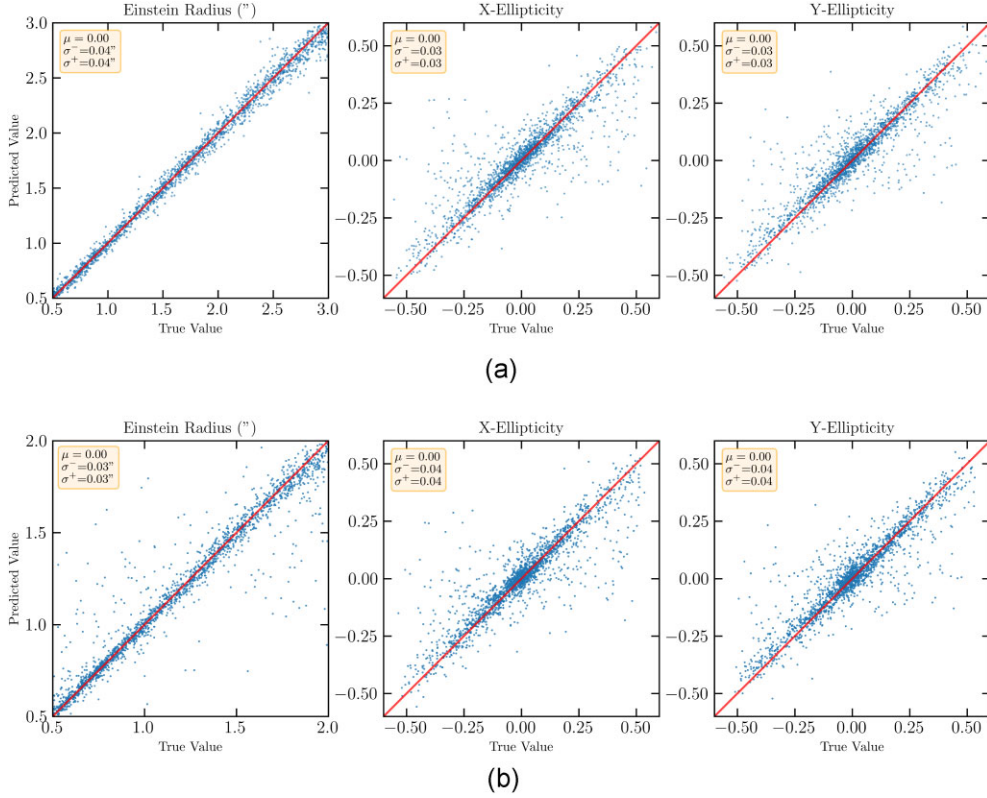 Einstein Radius (")
X-Ellipticity
Y-Ellipticity
3.0
2.5
2.0
1.5
1.0
0.5
Predicted Value
μ = 0.00
σ⁻=0.04"
σ⁺=0.04"
0.5 1.0 1.5 2.0 2.5 3.0
True Value
0.50
0.25
0.00
−0.25
−0.50
μ = 0.00
σ⁻=0.03
σ⁺=0.03
−0.50 −0.25 0.00 0.25 0.50
True Value
0.50
0.25
0.00
−0.25
−0.50
μ = 0.00
σ⁻=0.03
σ⁺=0.03
−0.50 −0.25 0.00 0.25 0.50
True Value
(a)
Einstein Radius (")
X-Ellipticity
Y-Ellipticity
2.0
1.5
1.0
0.5
Predicted Value
μ = 0.00
σ⁻=0.03"
σ⁺=0.03"
0.5 1.0 1.5 2.0
True Value
0.50
0.25
0.00
−0.25
−0.50
μ = 0.00
σ⁻=0.04
σ⁺=0.04
−0.50 −0.25 0.00 0.25 0.50
True Value
0.50
0.25
0.00
−0.25
−0.50
μ = 0.00
σ⁻=0.04
σ⁺=0.04
−0.50 −0.25 0.00 0.25 0.50
True Value
(b)